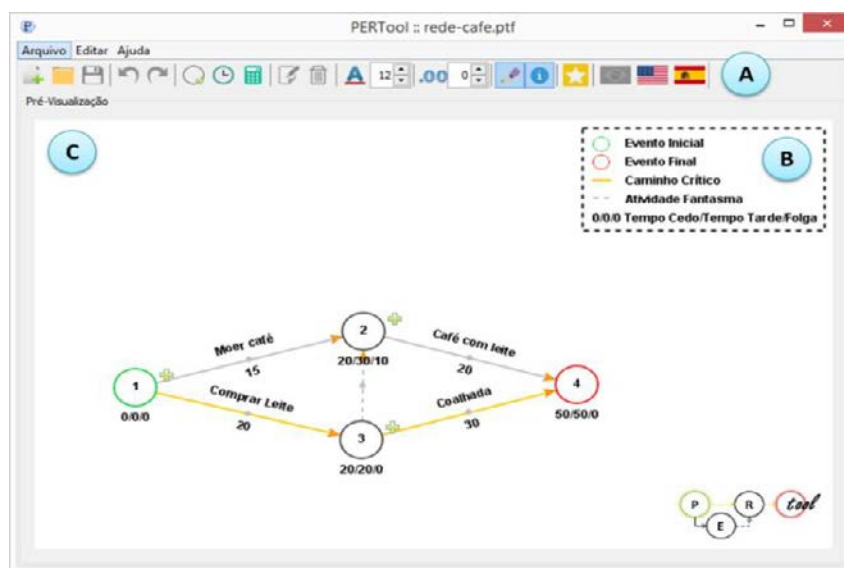 PERTool :: rede-cafe.ptf
Arquivo Editar Ajuda
12 .00 0 A
Pré-Visualização
C
B
Evento Inicial
Evento Final
Caminho Crítico
Atividade Fantasma
0/0/0 Tempo Cedo/Tempo Tarde/Folga
Moer café
15
2
20/30/10
Café com leite
20
1
0/0/0
4
50/50/0
Comprar Leite
20
Coalhada
30
3
20/20/0
P
R
tool
E